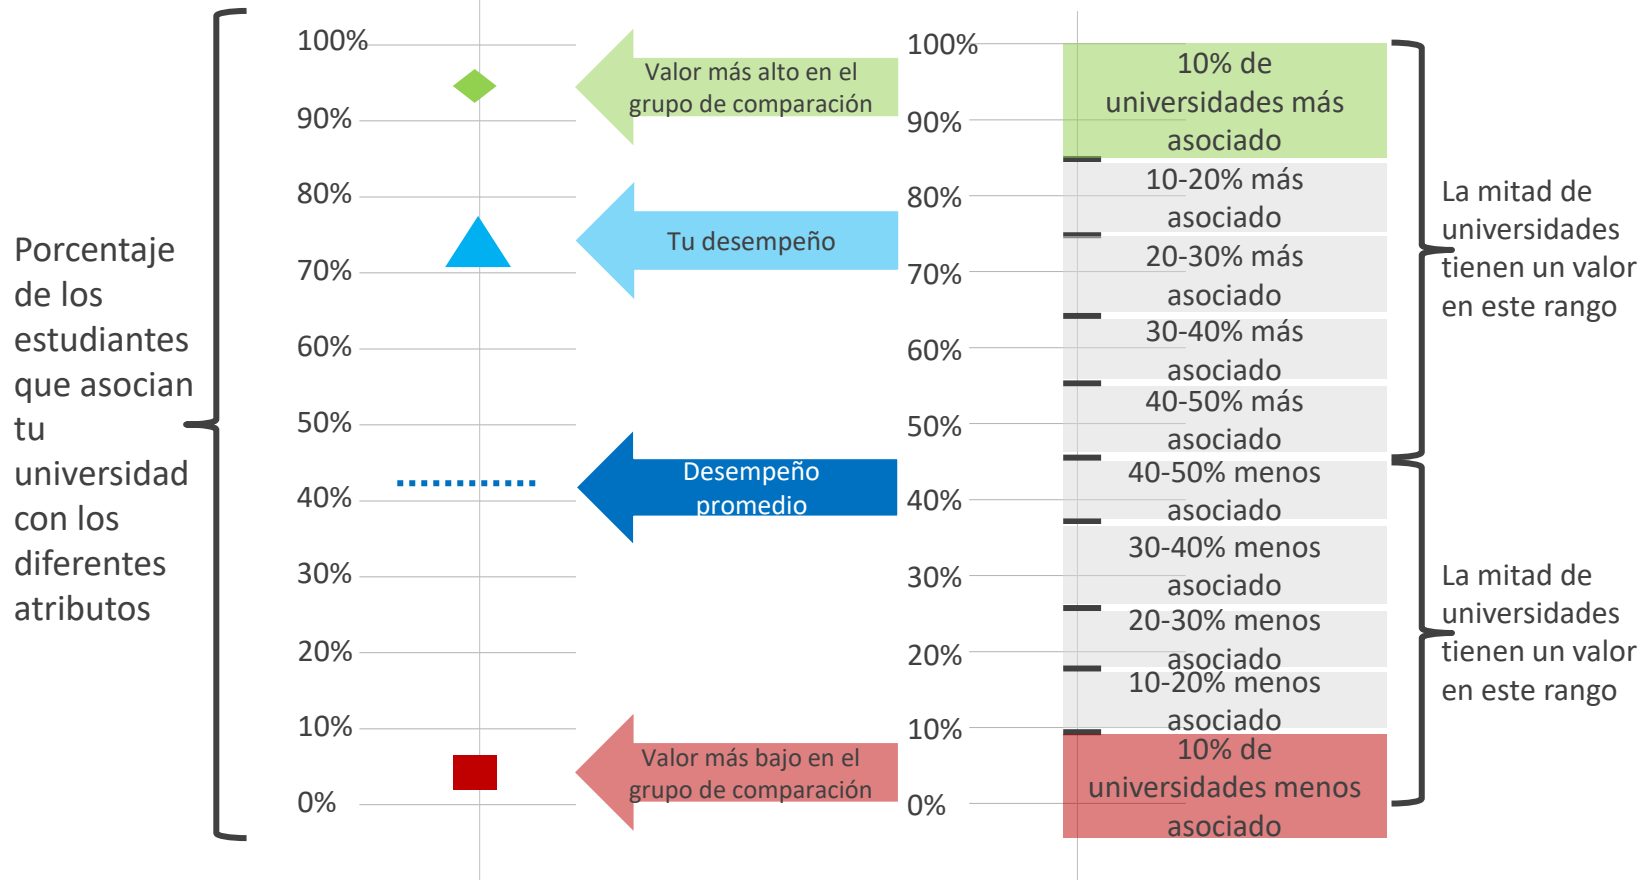 Porcentaje
de los
estudiantes
que asocian
tu
universidad
con los
diferentes
atributos
100%
90%
80%
70%
60%
50%
40%
30%
20%
10%
0%
Valor más alto en el
grupo de comparación
Tu desempeño
Desempeño
promedio
Valor más bajo en el
grupo de comparación
100%
90%
80%
70%
60%
50%
40%
30%
20%
10%
0%
10% de
universidades más
asociado
10-20% más
asociado
20-30% más
asociado
30-40% más
asociado
40-50% más
asociado
40-50% menos
asociado
30-40% menos
asociado
20-30% menos
asociado
10-20% menos
asociado
10% de
universidades menos
asociado
La mitad de
universidades
tienen un valor
en este rango
La mitad de
universidades
tienen un valor
en este rango